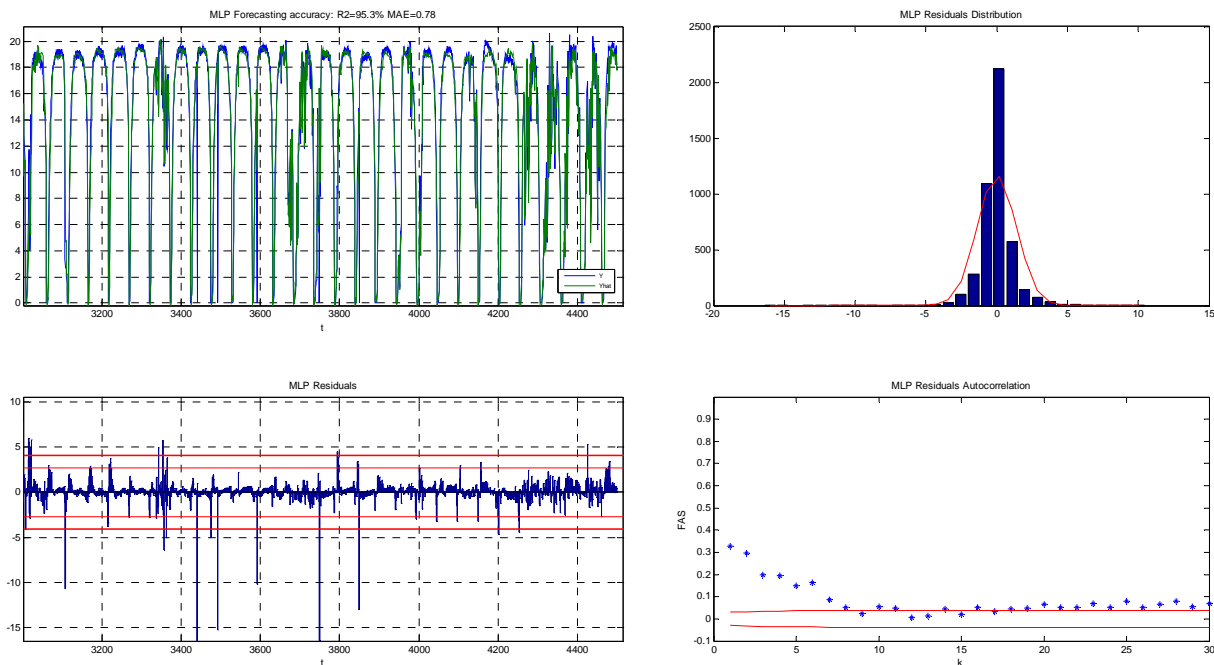 MLP Forecasting accuracy: R2=95.3% MAE=0.78
20
18
16
14
12
10
8
6
4
2
0
Y
Yhat
3200 3400 3600 3800 4000 4200 4400
t
MLP Residuals Distribution
2500
2000
1500
1000
500
0
-20 -15 -10 -5 0 5 10 15
MLP Residuals
10
5
0
-5
-10
-15
3200 3400 3600 3800 4000 4200 4400
t
MLP Residuals Autocorrelation
0.9
0.8
0.7
0.6
0.5
0.4
0.3
0.2
0.1
0
-0.1
FAS
0 5 10 15 20 25 30
k